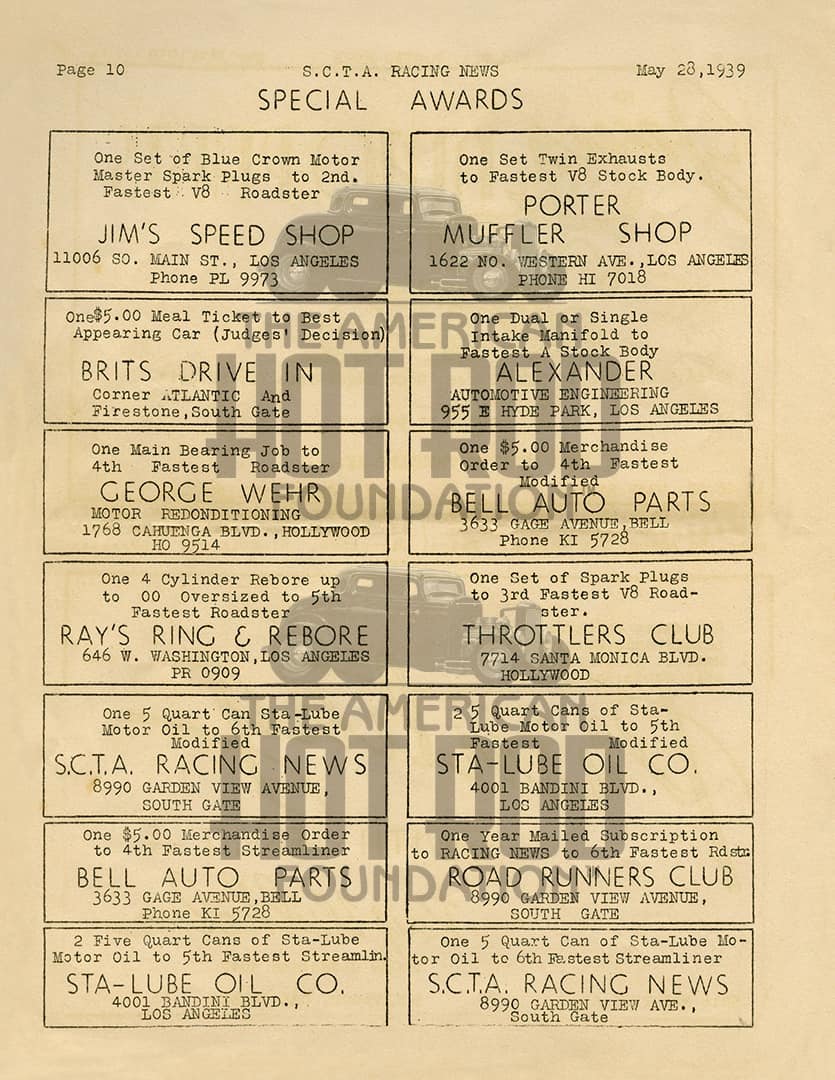 Page 10 S.C.T.A. RACING NEWS May 28,1939
SPECIAL AWARDS
One Set of Blue Crown Motor
Master Spark Plugs to 2nd.
Fastest V8 Roadster
JIM'S SPEED SHOP
11006 SO. MAIN ST., LOS ANGELES
Phone PL 9973
One Set Twin Exhausts
to Fastest V8 Stock Body.
PORTER
MUFFLER SHOP
1622 NO. WESTERN AVE.,LOS ANGELES
PHONE HI 7018
One$5.00 Meal Ticket to Best
Appearing Car (Judges' Decision)
BRITS DRIVE IN
Corner ATLANTIC And
Firestone,South Gate
One Dual or Single
Intake Manifold to
Fastest A Stock Body
ALEXANDER
AUTOMOTIVE ENGINEERING
955 E HYDE PARK, LOS ANGELES
One Main Bearing Job to
4th Fastest Roadster
GEORGE WEHR
MOTOR REDONDITIONING
1768 CAHUENGA BLVD.,HOLLYWOOD
HO 9514
One $5.00 Merchandise
Order to 4th Fastest
Modified
BELL AUTO PARTS
3633 GAGE AVENUE,BELL
Phone KI 5728
One 4 Cylinder Rebore up
to 00 Oversized to 5th
Fastest Roadster
RAY'S RING & REBORE
646 W. WASHINGTON,LOS ANGELES
PR 0909
One Set of Spark Plugs
to 3rd Fastest V8 Road-
ster.
THROTTLERS CLUB
7714 SANTA MONICA BLVD.
HOLLYWOOD
One 5 Quart Can Sta-Lube
Motor Oil to 6th Fastest
Modified
S.C.T.A. RACING NEWS
8990 GARDEN VIEW AVENUE,
SOUTH GATE
2 5 Quart Cans of Sta-
Lube Motor Oil to 5th
Fastest Modified
STA-LUBE OIL CO.
4001 BANDINI BLVD.,
LOS ANGELES
One $5.00 Merchandise Order
to 4th Fastest Streamliner
BELL AUTO PARTS
3633 GAGE AVENUE,BELL
Phone KI 5728
One Year Mailed Subscription
to RACING NEWS to 6th Fastest Rdstr.
ROAD RUNNERS CLUB
8990 GARDEN VIEW AVENUE,
SOUTH GATE
2 Five Quart Cans of Sta-Lube
Motor Oil to 5th Fastest Streamlin.
STA-LUBE OIL CO.
4001 BANDINI BLVD.,
LOS ANGELES
One 5 Quart Can of Sta-Lube Mo-
tor Oil to 6th Fastest Streamliner
S.C.T.A. RACING NEWS
8990 GARDEN VIEW AVE.,
South Gate
THE AMERICAN
HOT ROD
FOUNDATION
THE AMERICAN
HOT ROD
FOUNDATION